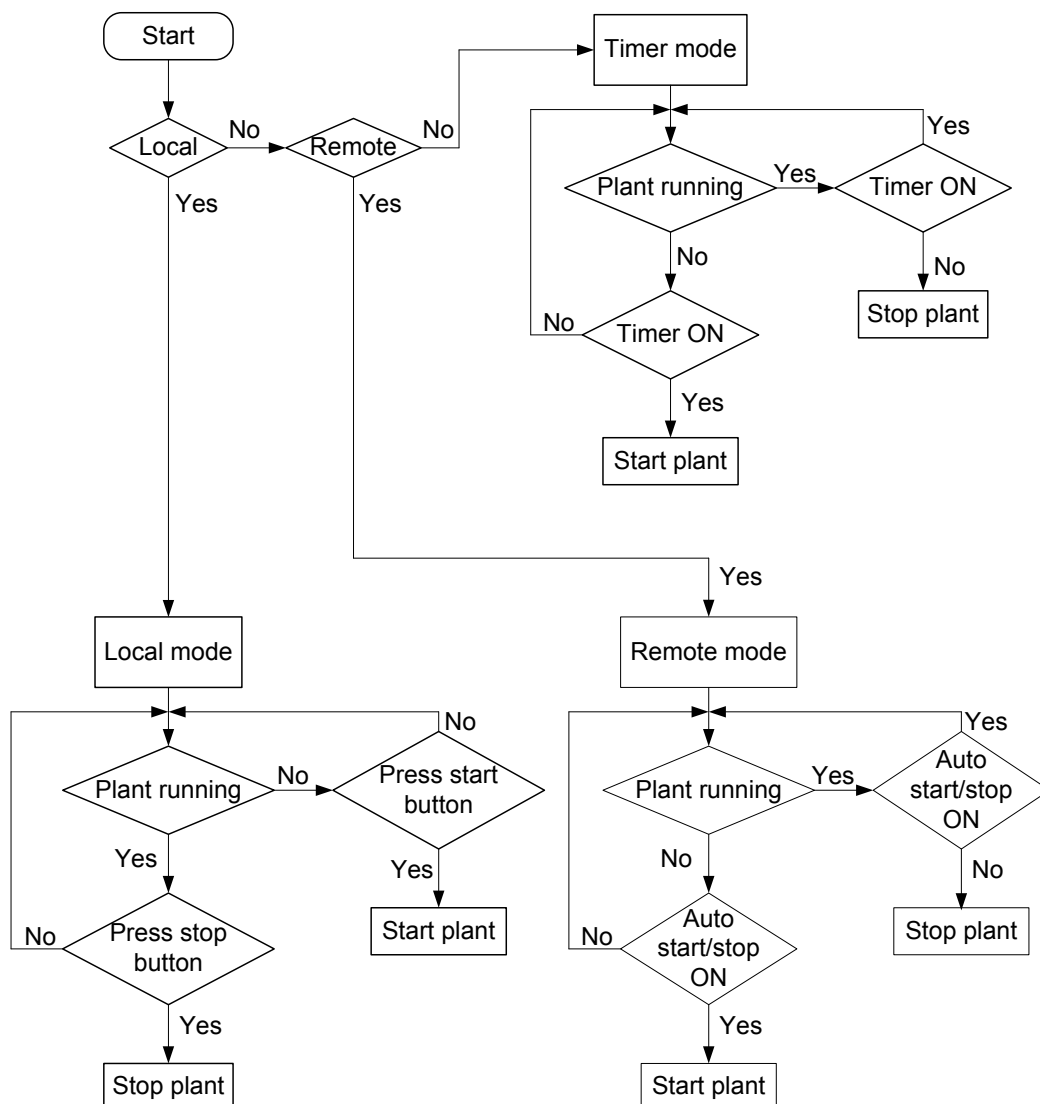 Start
Timer mode
No
No
Yes
Local
Remote
Yes
Plant running
Timer ON
Yes
Yes
No
No
No
Timer ON
Stop plant
Yes
Start plant
Yes
Local mode
Remote mode
No
Yes
Plant running
No
Press start
button
Plant running
Yes
Auto
start/stop
ON
Yes
Yes
No
No
No
Press stop
button
Start plant
No
Auto
start/stop
ON
Stop plant
Yes
Yes
Stop plant
Start plant